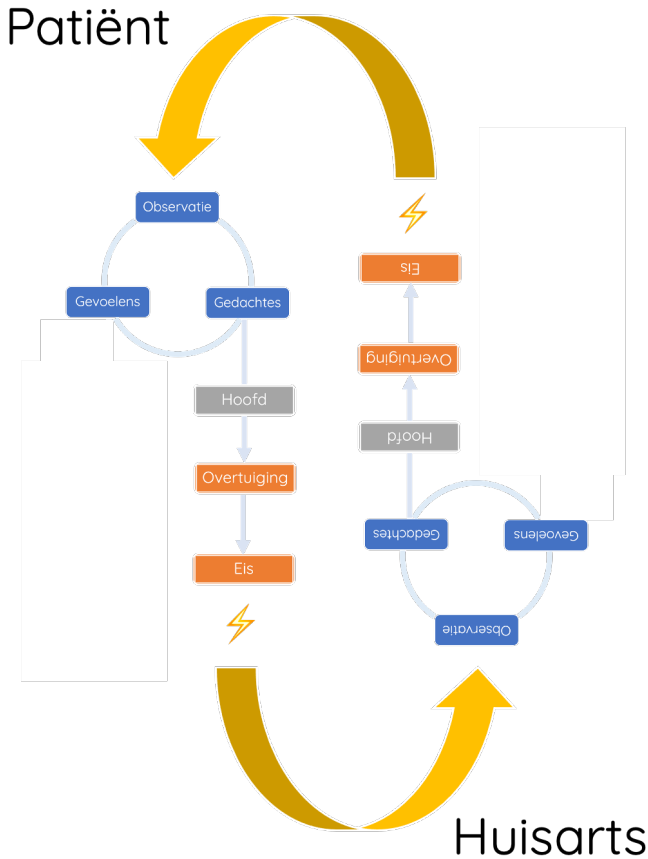 Patiënt
Observatie
Gevoelens
Gedachtes
Hoofd
Overtuiging
Eis
Eis
Overtuiging
Hoofd
Gedachtes
Gevoelens
Observatie
Huisarts